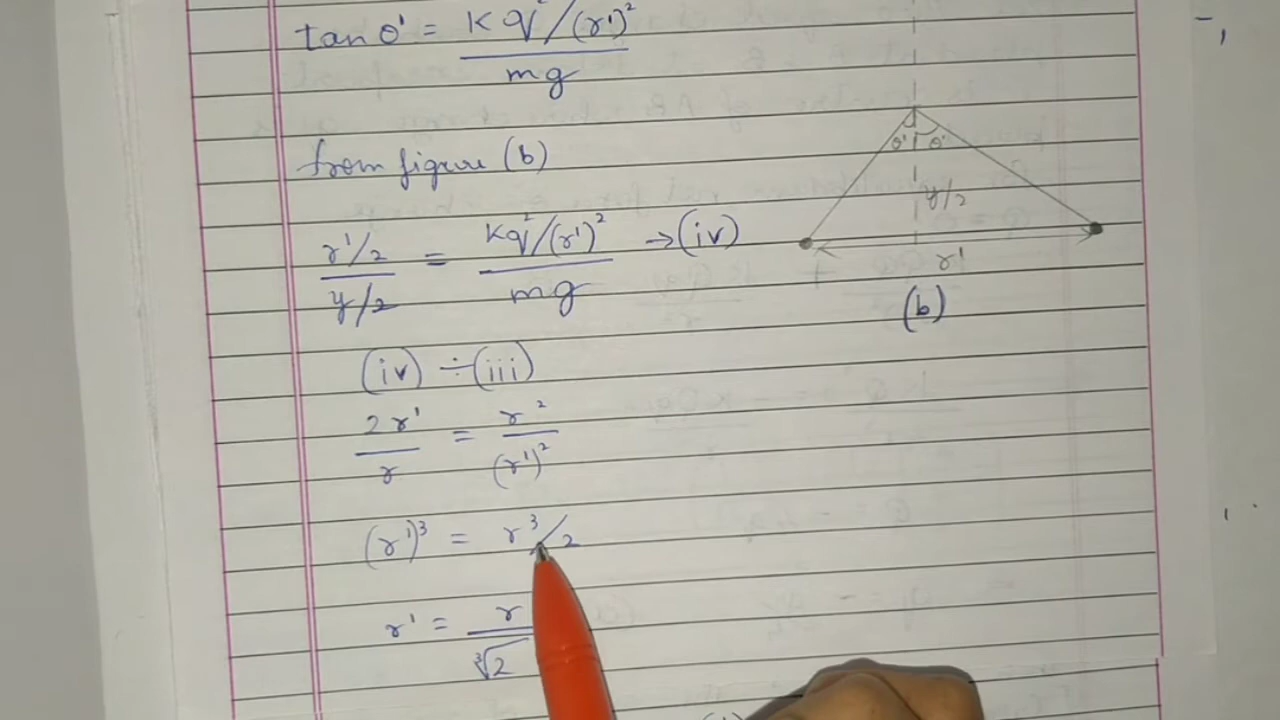 tan θ' = Kq²/(r')² / mg
from figure (b)
r'/2 / y/2 = Kq²/(r')² / mg → (iv)
(iv) ÷ (iii)
2r' / r = r² / (r')²
(r')³ = r³/2
r' = r / ∛2
θ' θ'
y/2
r'
(b)